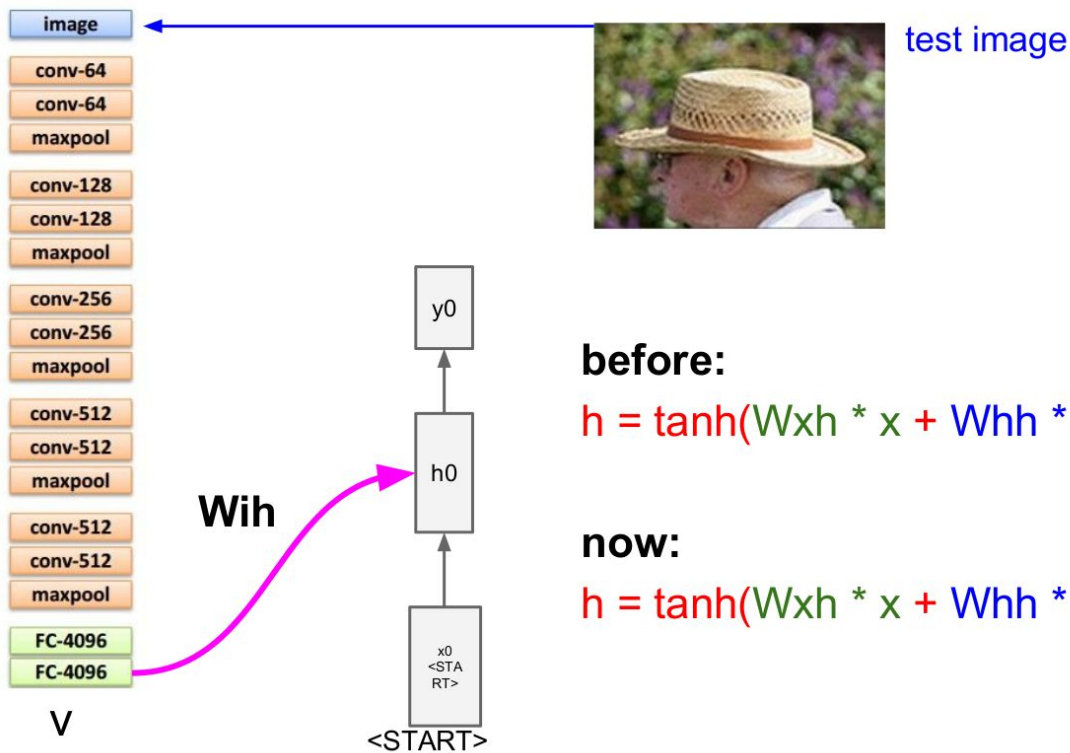 image
conv-64
conv-64
maxpool
conv-128
conv-128
maxpool
conv-256
conv-256
maxpool
conv-512
conv-512
maxpool
conv-512
conv-512
maxpool
FC-4096
FC-4096
v
Wih
y0
h0
x0
<STA
RT>
<START>
test image
before:
h = tanh(Wxh * x + Whh *
now:
h = tanh(Wxh * x + Whh *